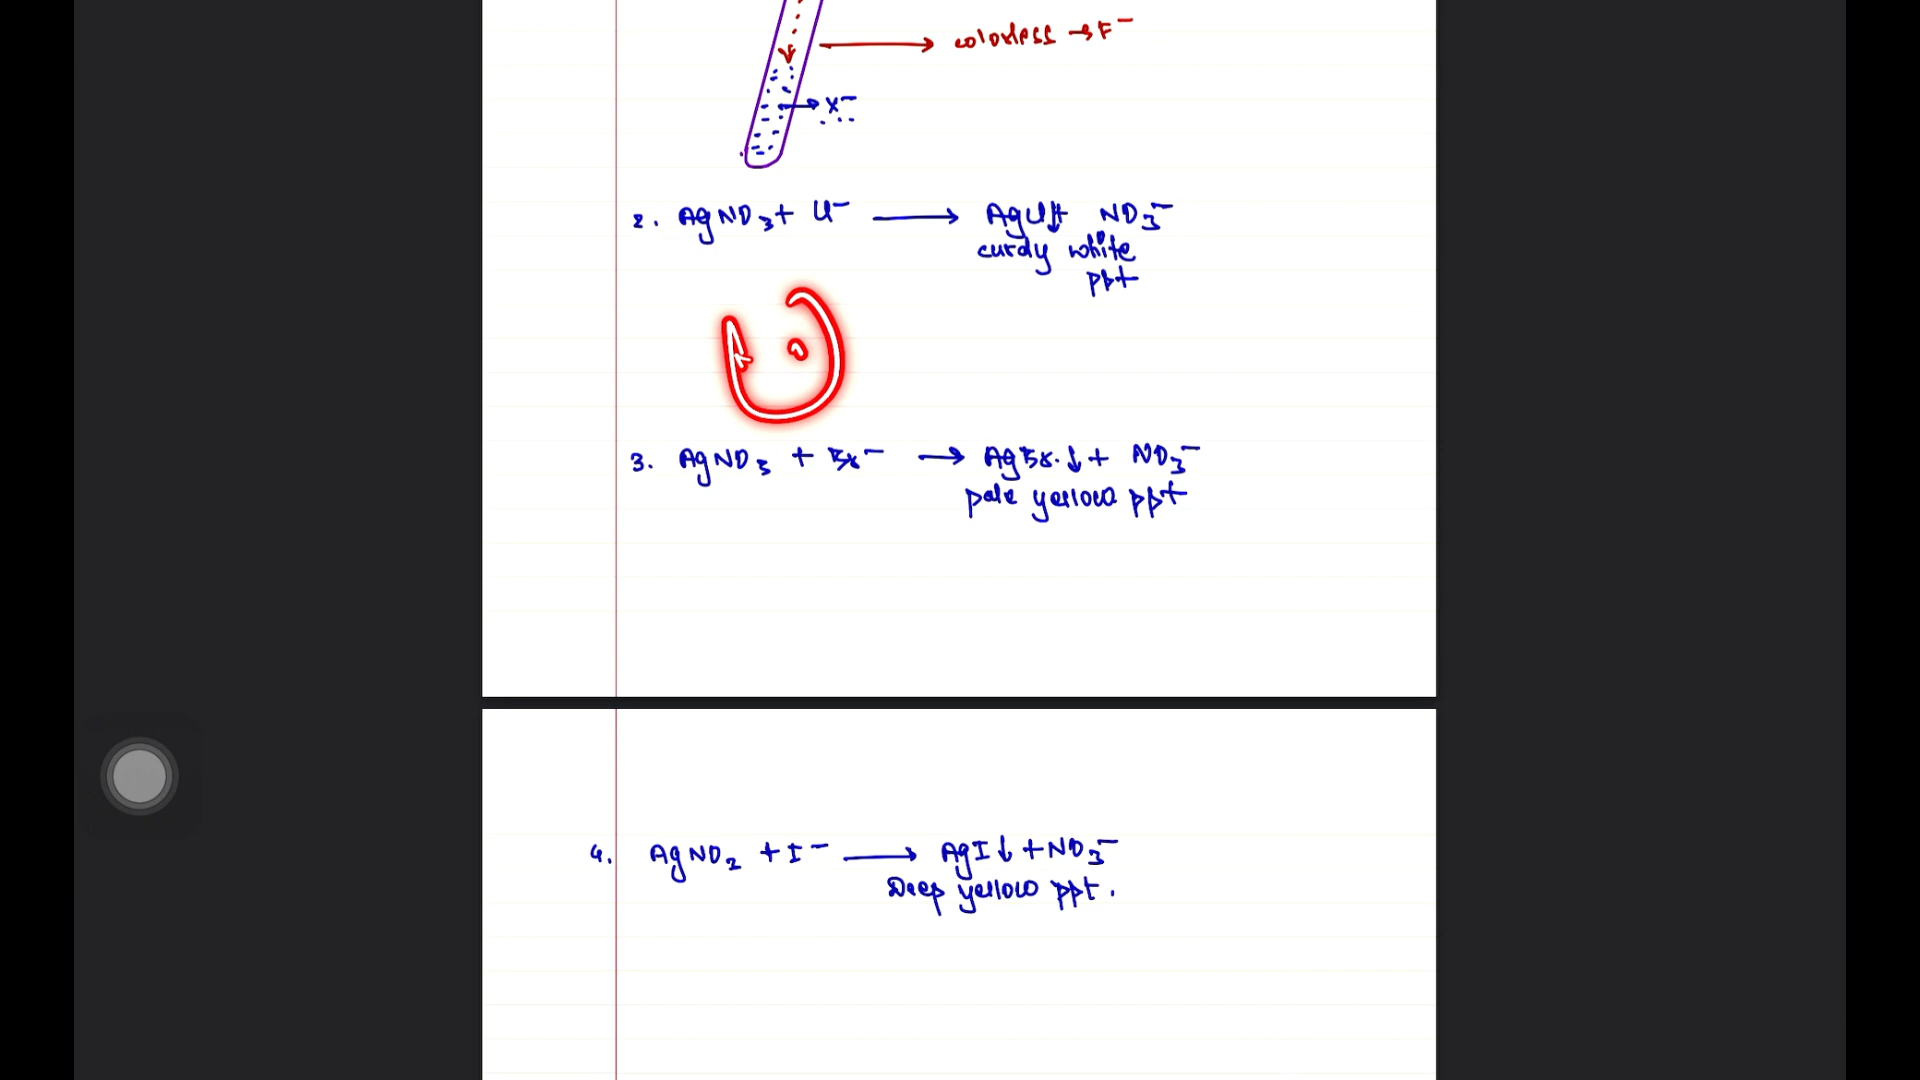 colorless → F⁻
→ X⁻
2. AgNO₃ + Cl⁻ ⟶ AgCl↓+ NO₃⁻
curdy white
ppt
3. AgNO₃ + Br⁻ ⟶ AgBr↓ + NO₃⁻
pale yellow ppt
4. AgNO₂ + I⁻ ⟶ AgI↓ + NO₃⁻
Deep yellow ppt.